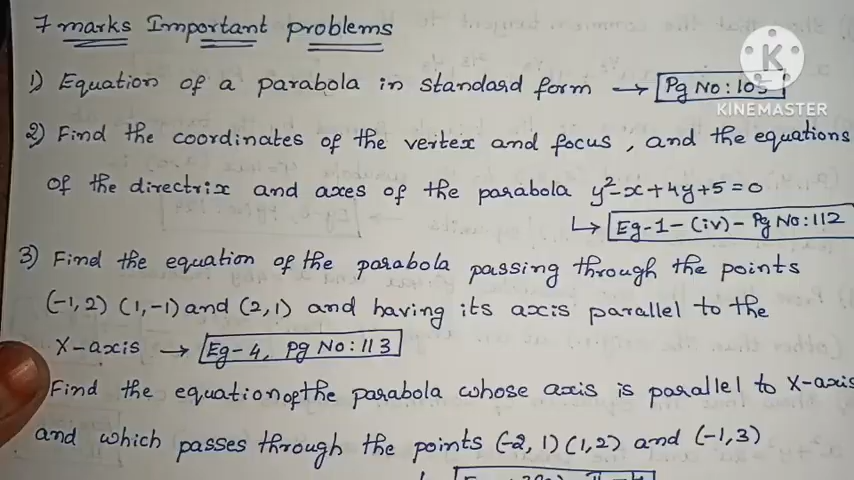 7 marks Important problems
1) Equation of a parabola in standard form → Pg No:105
KINEMASTER
2) Find the coordinates of the vertex and focus, and the equations
of the directrix and axes of the parabola y²-x+4y+5=0
↳ Eg-1-(iv)-Pg No:112
3) Find the equation of the parabola passing through the points
(-1,2) (1,-1) and (2,1) and having its axis parallel to the
X-axis → Eg-4, Pg No:113
Find the equation of the parabola whose axis is parallel to X-axis
and which passes through the points (-2,1) (1,2) and (-1,3)